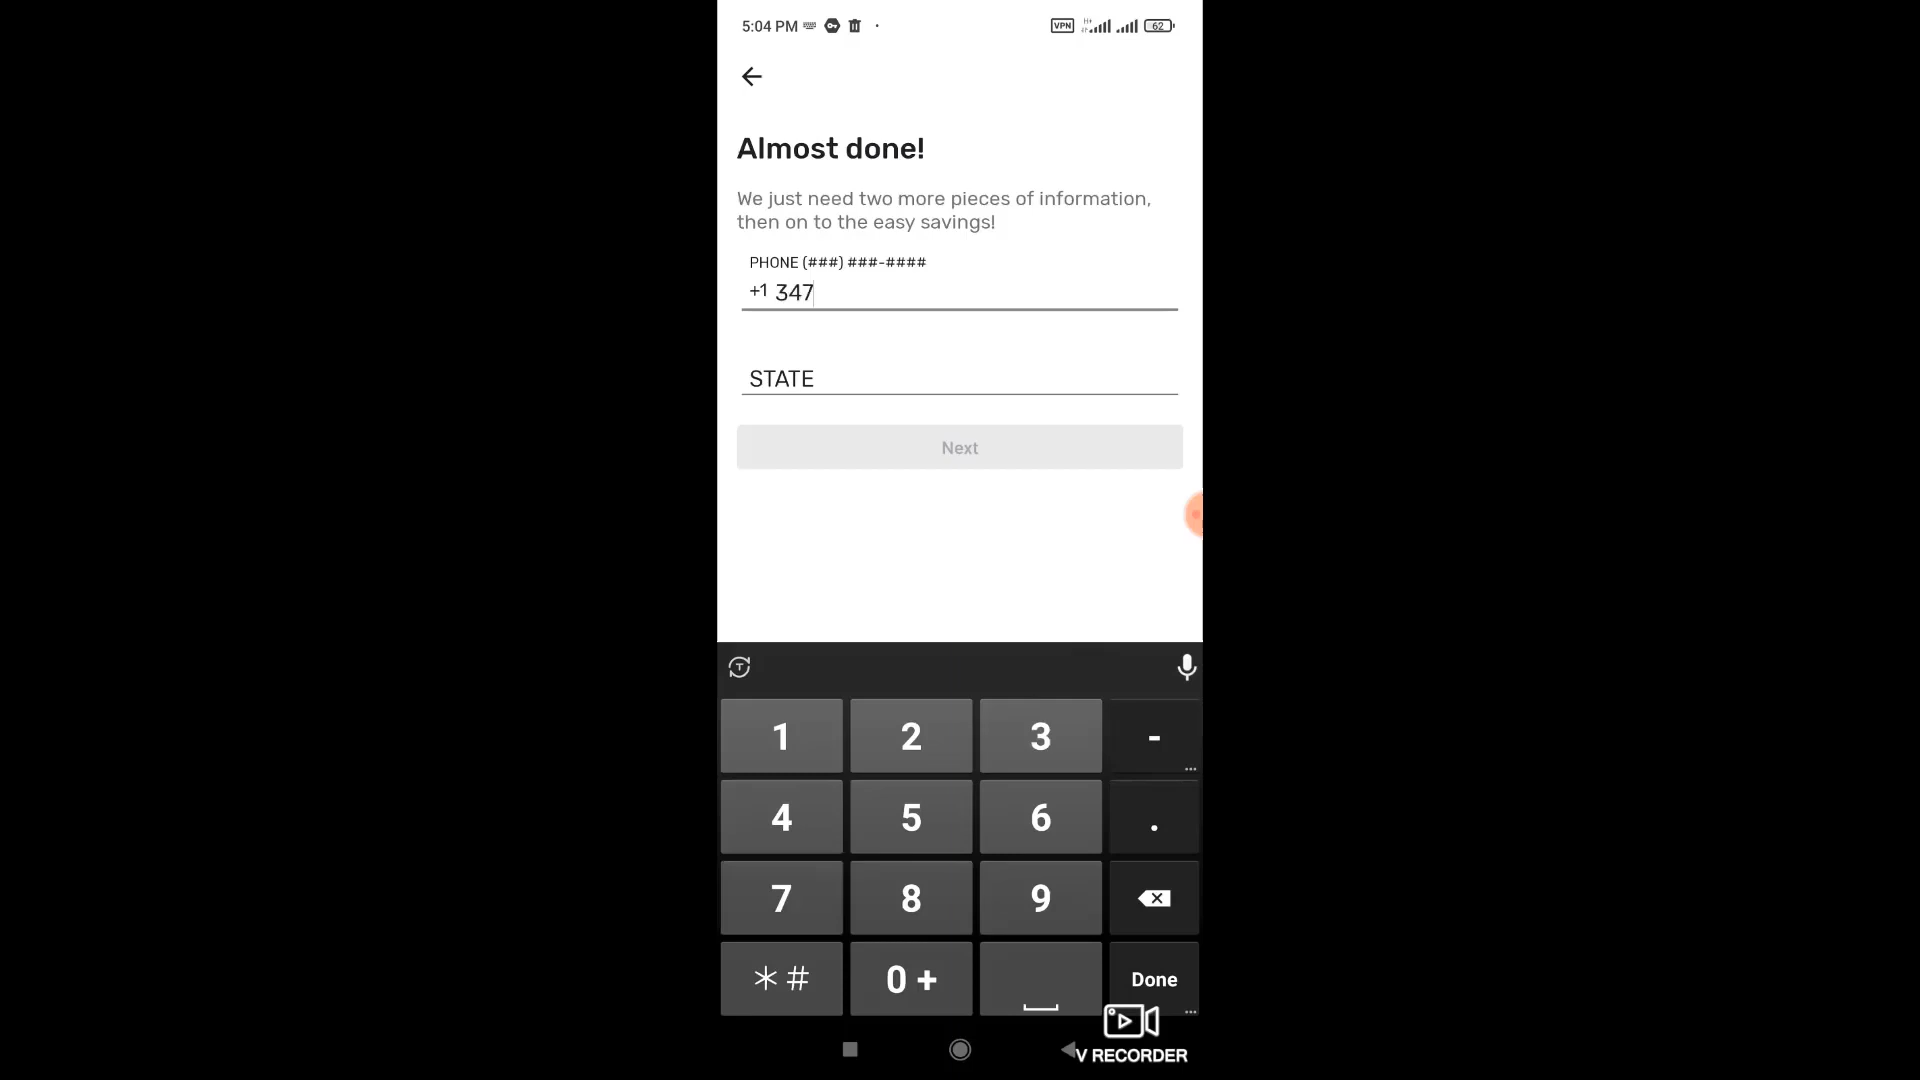 5:04 PM
VPN
H+
62
Almost done!
We just need two more pieces of information,
then on to the easy savings!
PHONE (###) ###-####
+1 347
STATE
Next
T
1 2 3 -
4 5 6 .
7 8 9
*# 0 + Done
V RECORDER